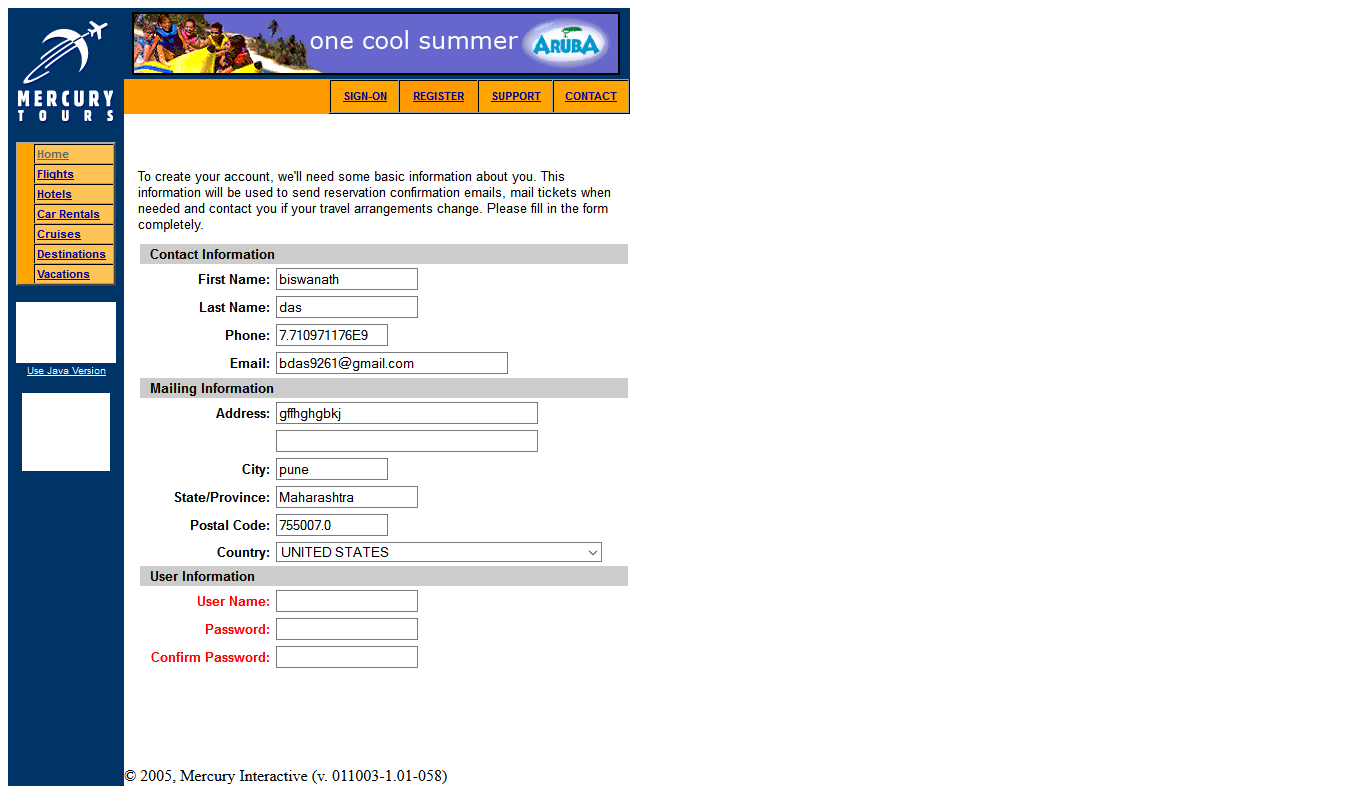 MERCURY
TOURS
one cool summer ARUBA
SIGN-ON REGISTER SUPPORT CONTACT
Home
Flights
Hotels
Car Rentals
Cruises
Destinations
Vacations
Use Java Version
To create your account, we'll need some basic information about you. This
information will be used to send reservation confirmation emails, mail tickets when
needed and contact you if your travel arrangements change. Please fill in the form
completely.
Contact Information
First Name: biswanath
Last Name: das
Phone: 7.710971176E9
Email: bdas9261@gmail.com
Mailing Information
Address: gffhghgbkj
City: pune
State/Province: Maharashtra
Postal Code: 755007.0
Country: UNITED STATES
User Information
User Name:
Password:
Confirm Password:
© 2005, Mercury Interactive (v. 011003-1.01-058)